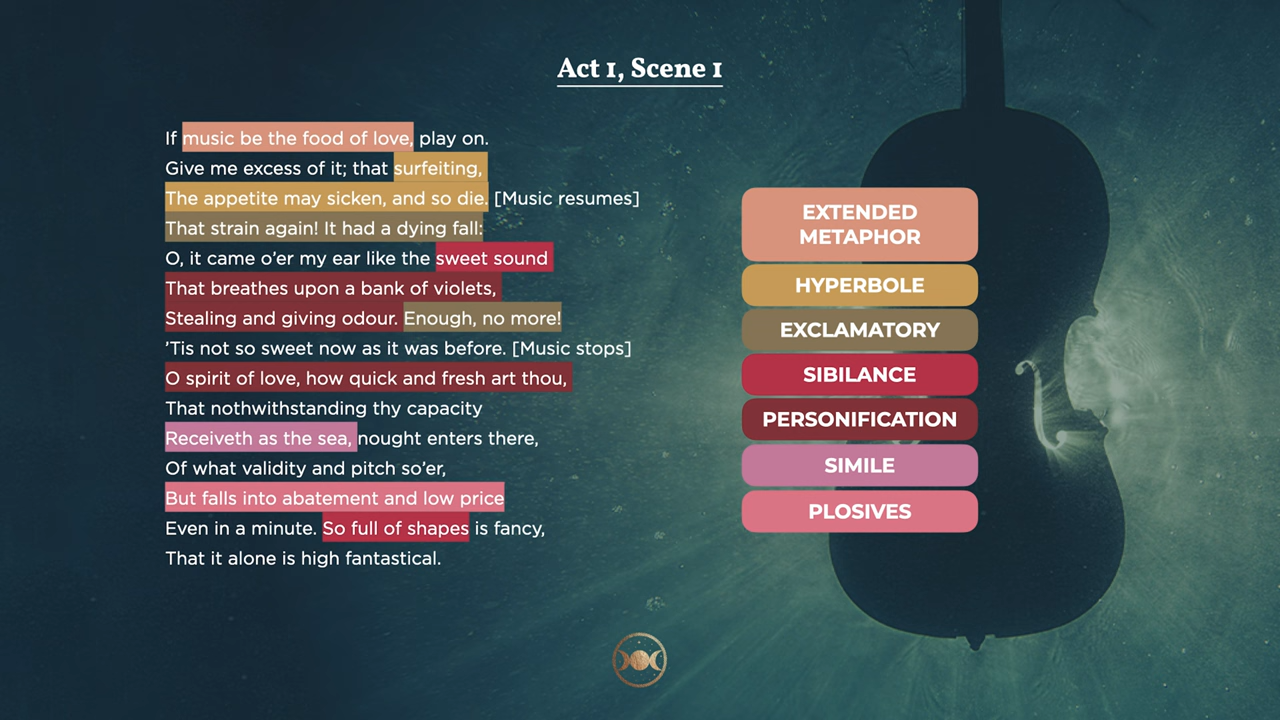 Act 1, Scene 1
If music be the food of love, play on.
Give me excess of it; that surfeiting,
The appetite may sicken, and so die. [Music resumes]
That strain again! It had a dying fall:
O, it came o’er my ear like the sweet sound
That breathes upon a bank of violets,
Stealing and giving odour. Enough, no more!
’Tis not so sweet now as it was before. [Music stops]
O spirit of love, how quick and fresh art thou,
That nothwithstanding thy capacity
Receiveth as the sea, nought enters there,
Of what validity and pitch so’er,
But falls into abatement and low price
Even in a minute. So full of shapes is fancy,
That it alone is high fantastical.
EXTENDED
METAPHOR
HYPERBOLE
EXCLAMATORY
SIBILANCE
PERSONIFICATION
SIMILE
PLOSIVES